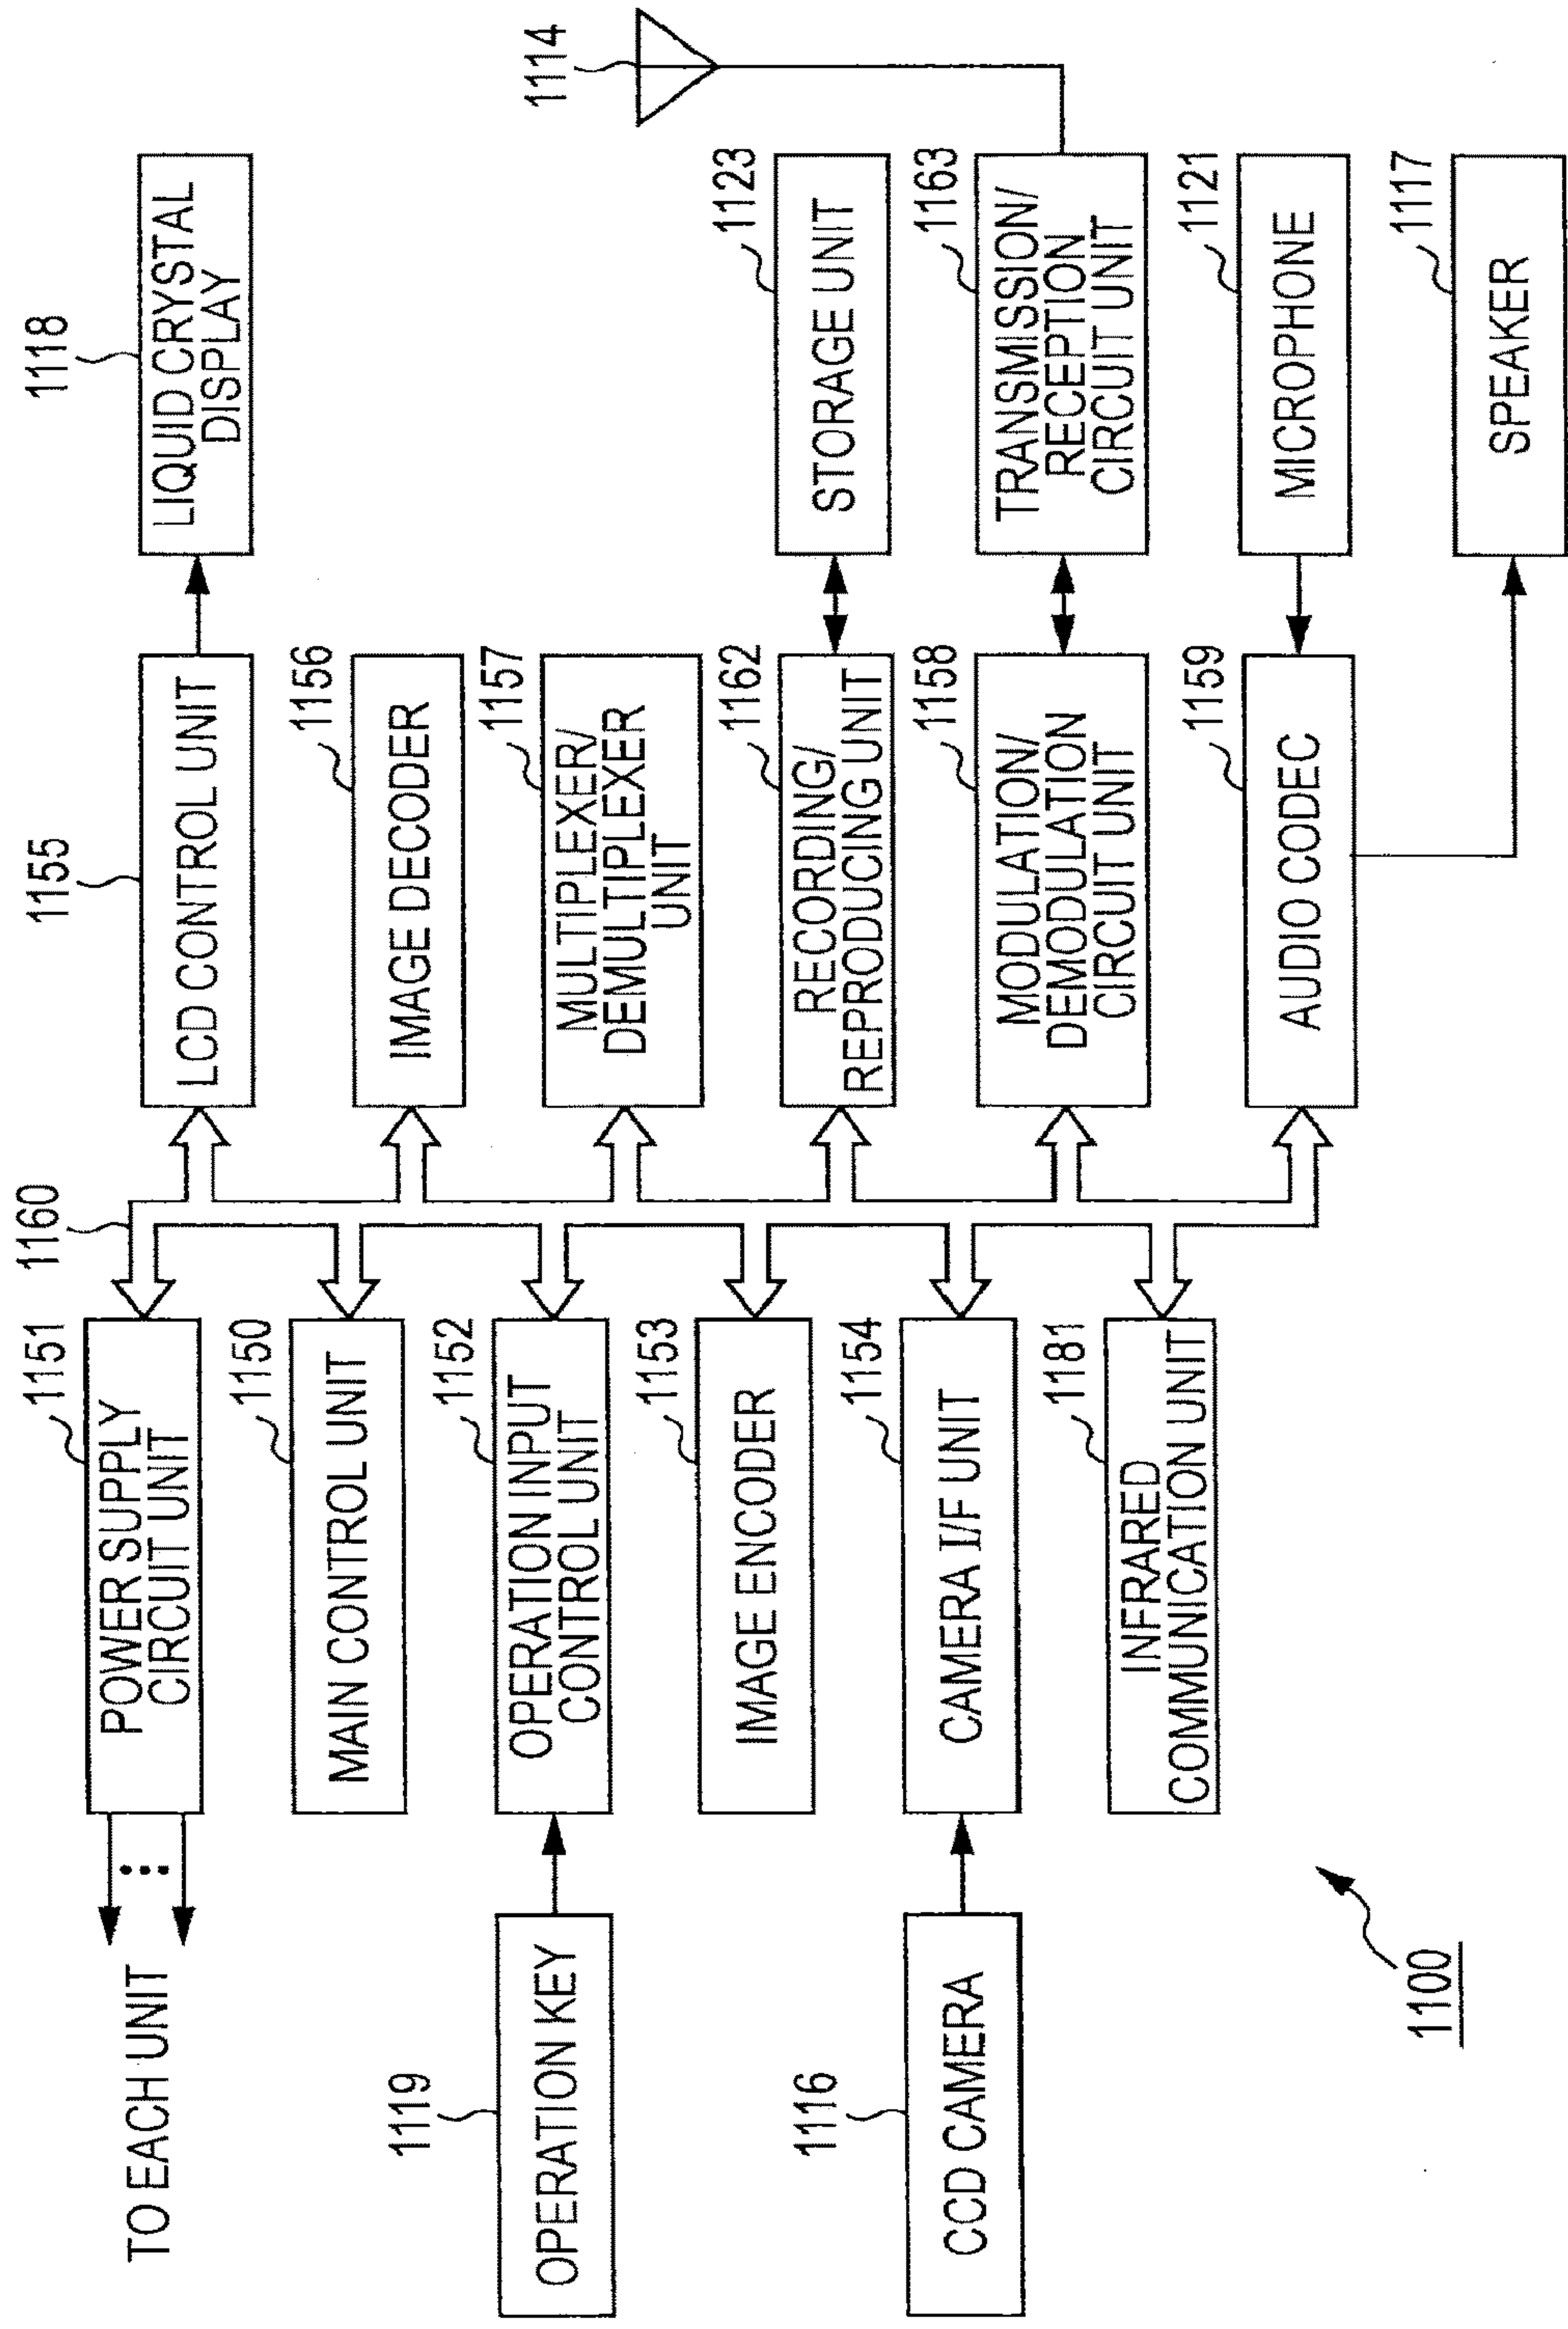 1160
TO EACH UNIT
1151
POWER SUPPLY
CIRCUIT UNIT
1155
LCD CONTROL UNIT
1118
LIQUID CRYSTAL
DISPLAY
1150
MAIN CONTROL UNIT
1156
IMAGE DECODER
1119
OPERATION KEY
1152
OPERATION INPUT
CONTROL UNIT
1157
MULTIPLEXER/
DEMULTIPLEXER
UNIT
1114
1153
IMAGE ENCODER
1162
RECORDING/
REPRODUCING UNIT
1123
STORAGE UNIT
1116
CCD CAMERA
1154
CAMERA I/F UNIT
1158
MODULATION/
DEMODULATION
CIRCUIT UNIT
1163
TRANSMISSION/
RECEPTION
CIRCUIT UNIT
1181
INFRARED
COMMUNICATION UNIT
1159
AUDIO CODEC
1121
MICROPHONE
1117
SPEAKER
1100